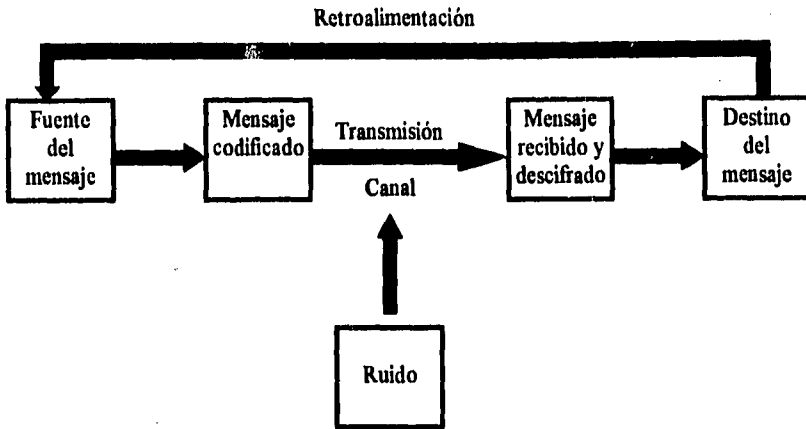 Retroalimentación
Fuente
del
mensaje
Mensaje
codificado
Transmisión
Canal
Mensaje
recibido y
descifrado
Destino
del
mensaje
Ruido